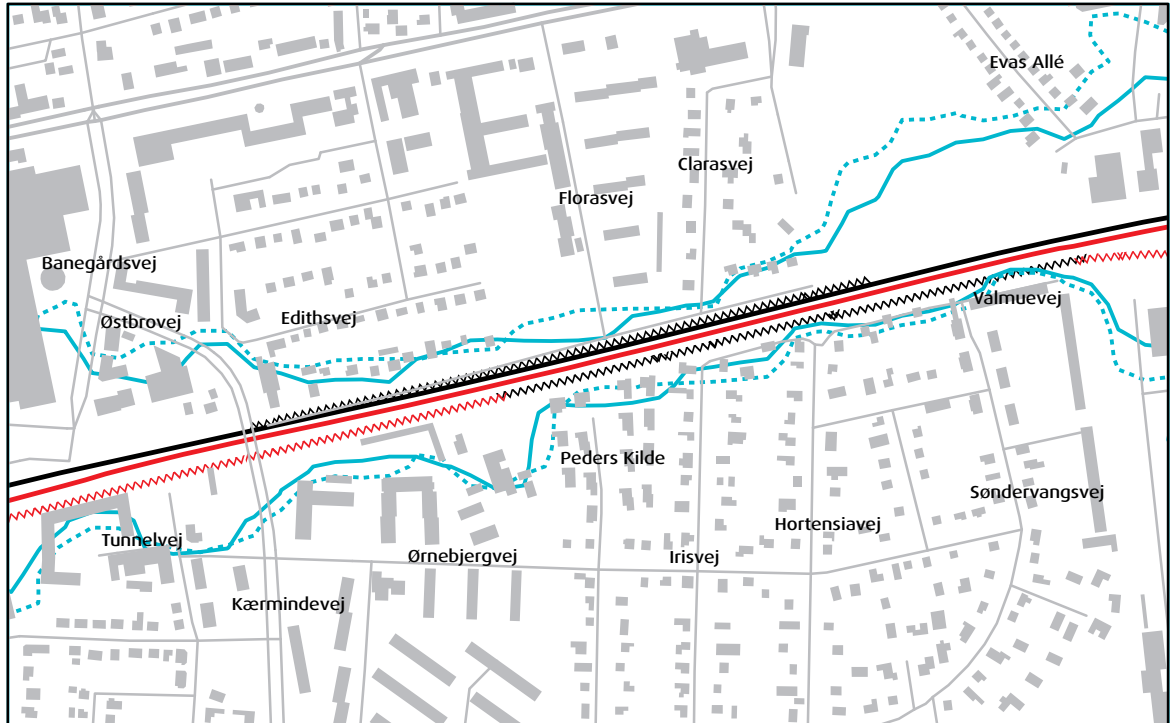 Evas Allé
Clarasvej
Florasvej
Banegårdsvej
Østbrovej
Edithsvej
Valmuevej
Peders Kilde
Søndervangsvej
Hortensiavej
Tunnelvej
Ørnebjergvej
Irisvej
Kærmindevej